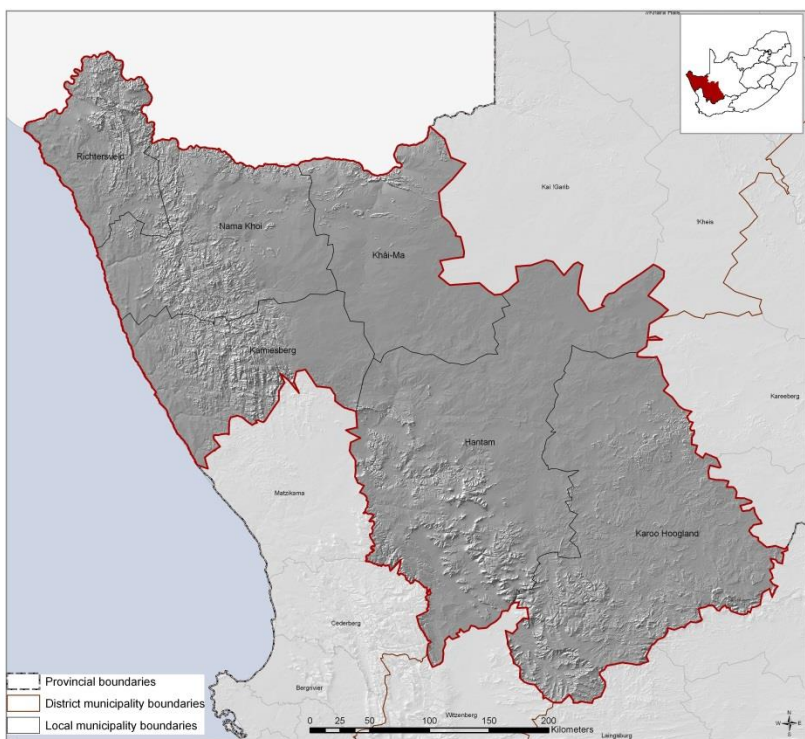 Richtersveld
Kai !Garib
!Kheis
Nama Khoi
Khâi-Ma
Kamiesberg
Kareeberg
Hantam
Matzikama
Karoo Hoogland
Cederberg
Bergrivier
Witzenberg
Laingsburg
Provincial boundaries
District municipality boundaries
Local municipality boundaries
0 25 50 100 150 200
Kilometers
N
W E
S